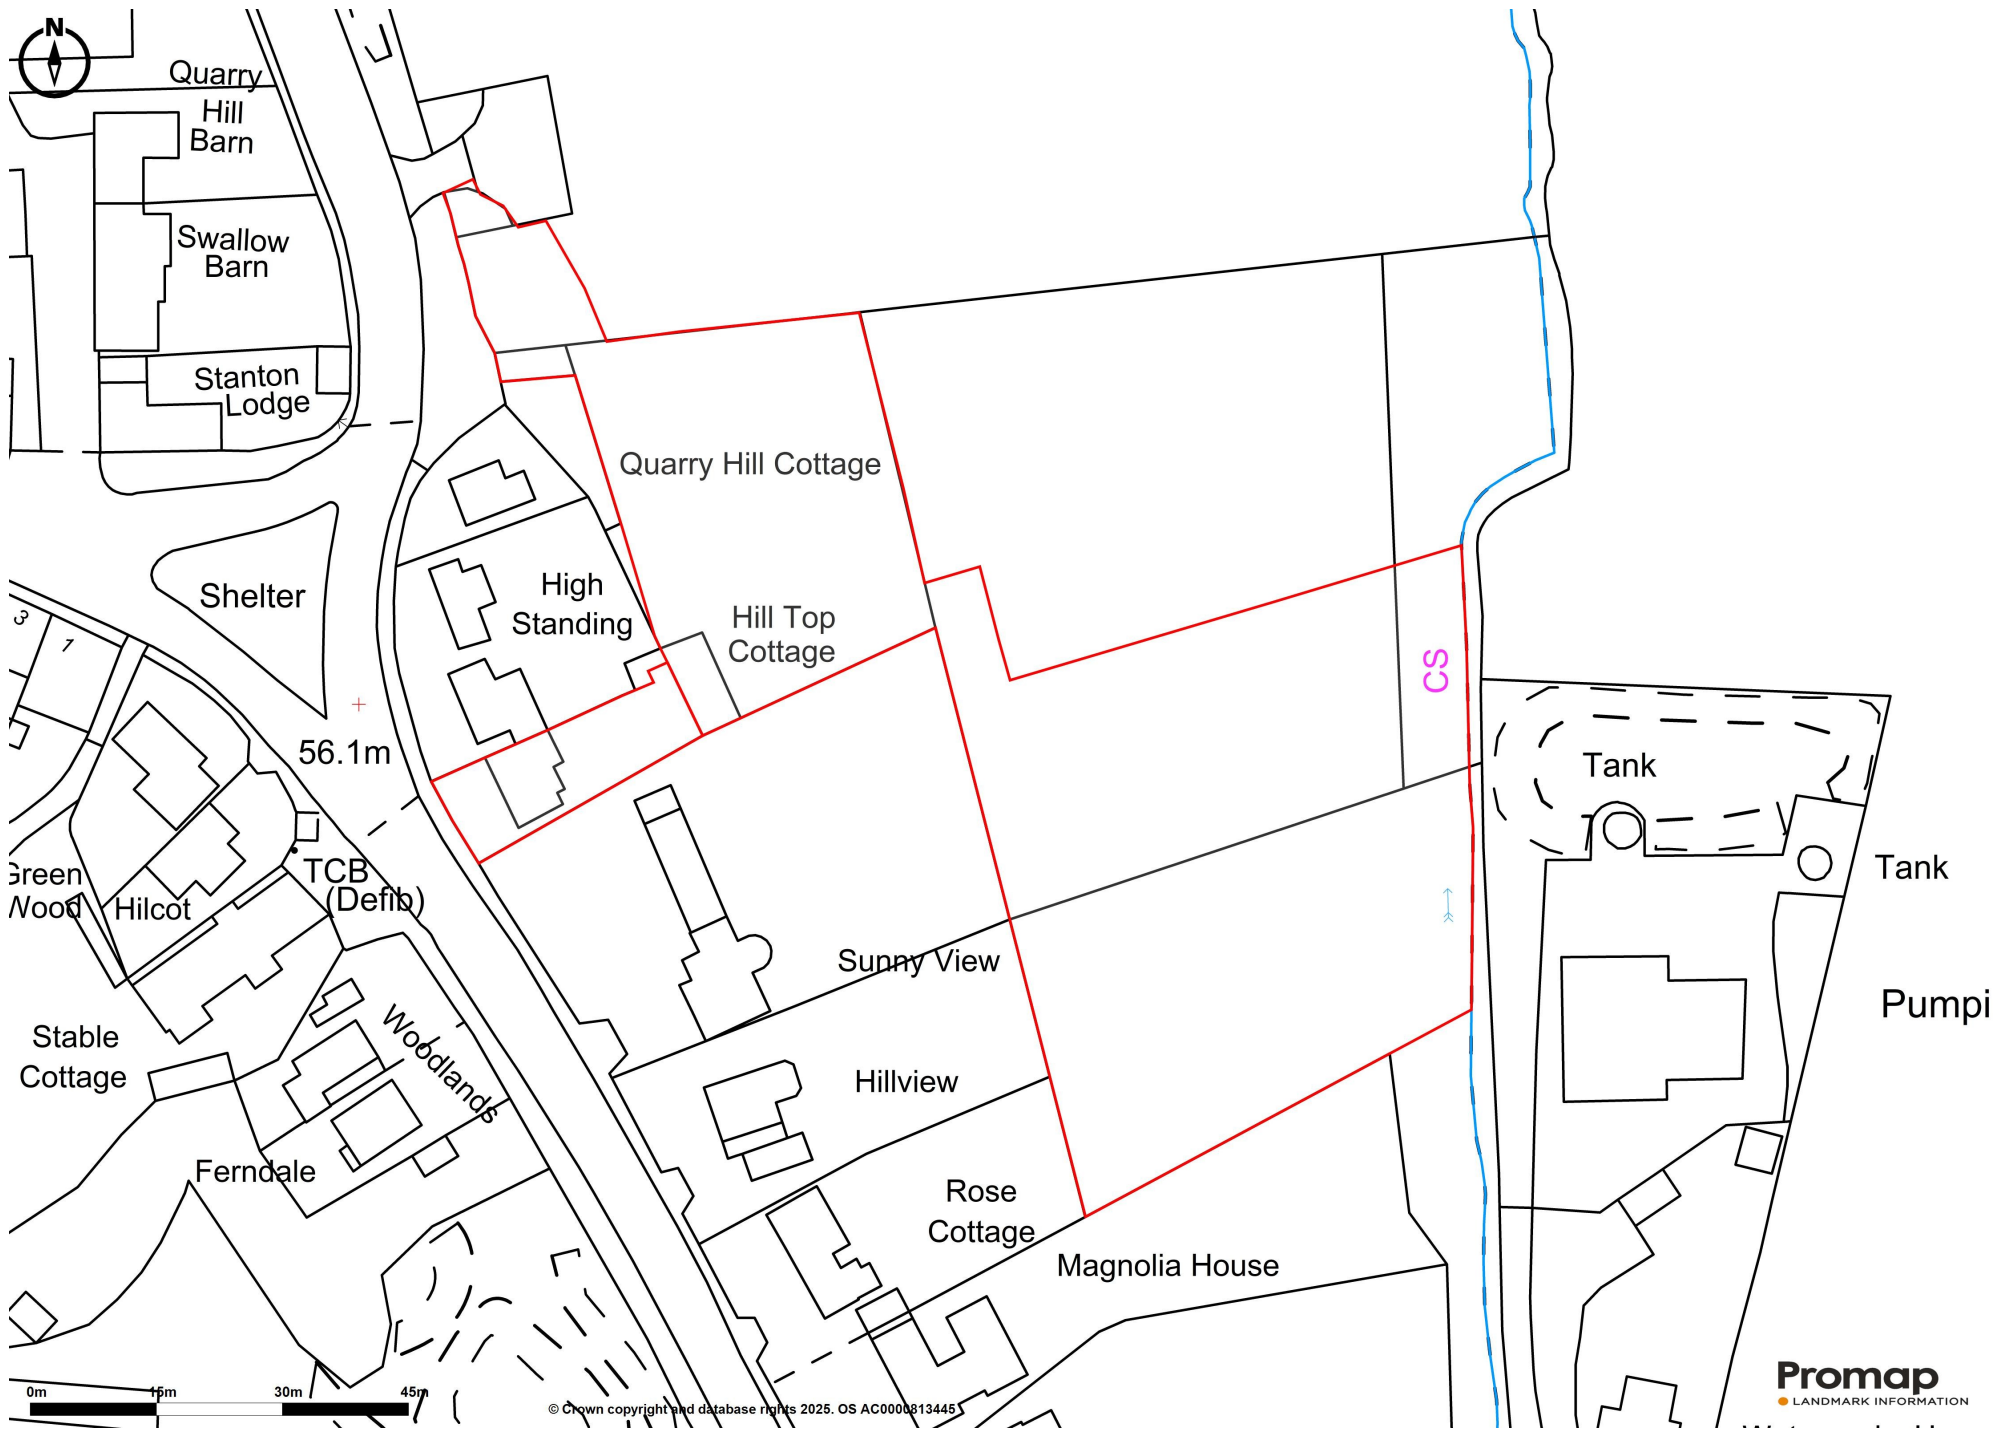 N
Quarry
Hill
Barn
Swallow
Barn
Stanton
Lodge
Quarry Hill Cottage
Shelter
High
Standing
Hill Top
Cottage
3
1
CS
56.1m
Tank
Tank
TCB
(Defib)
Green
Wood
Hilcot
Sunny View
Pumpi
Stable
Cottage
Woodlands
Hillview
Ferndale
Rose
Cottage
Magnolia House
0m 15m 30m 45m
© Crown copyright and database rights 2025. OS AC0000813445
Promap
LANDMARK INFORMATION